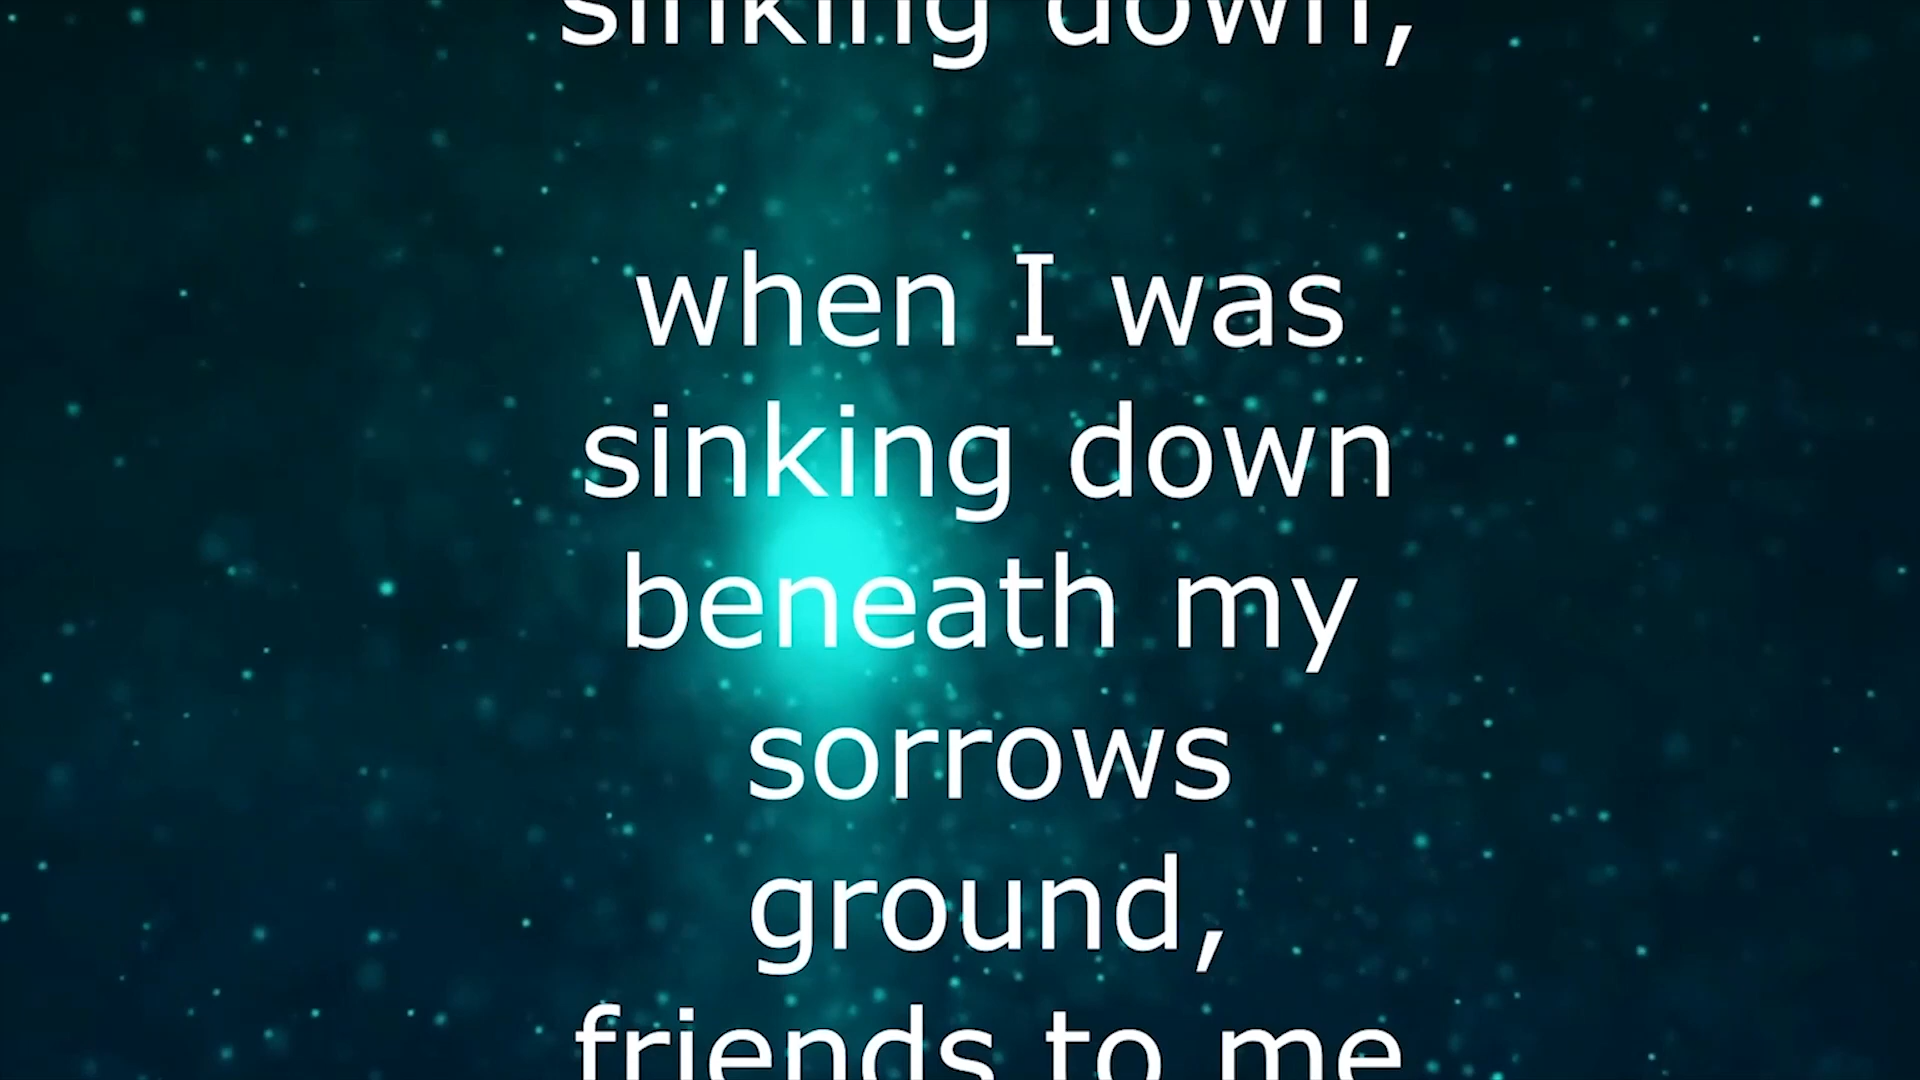 sinking down,
when I was
sinking down
beneath my
sorrows
ground,
friends to me